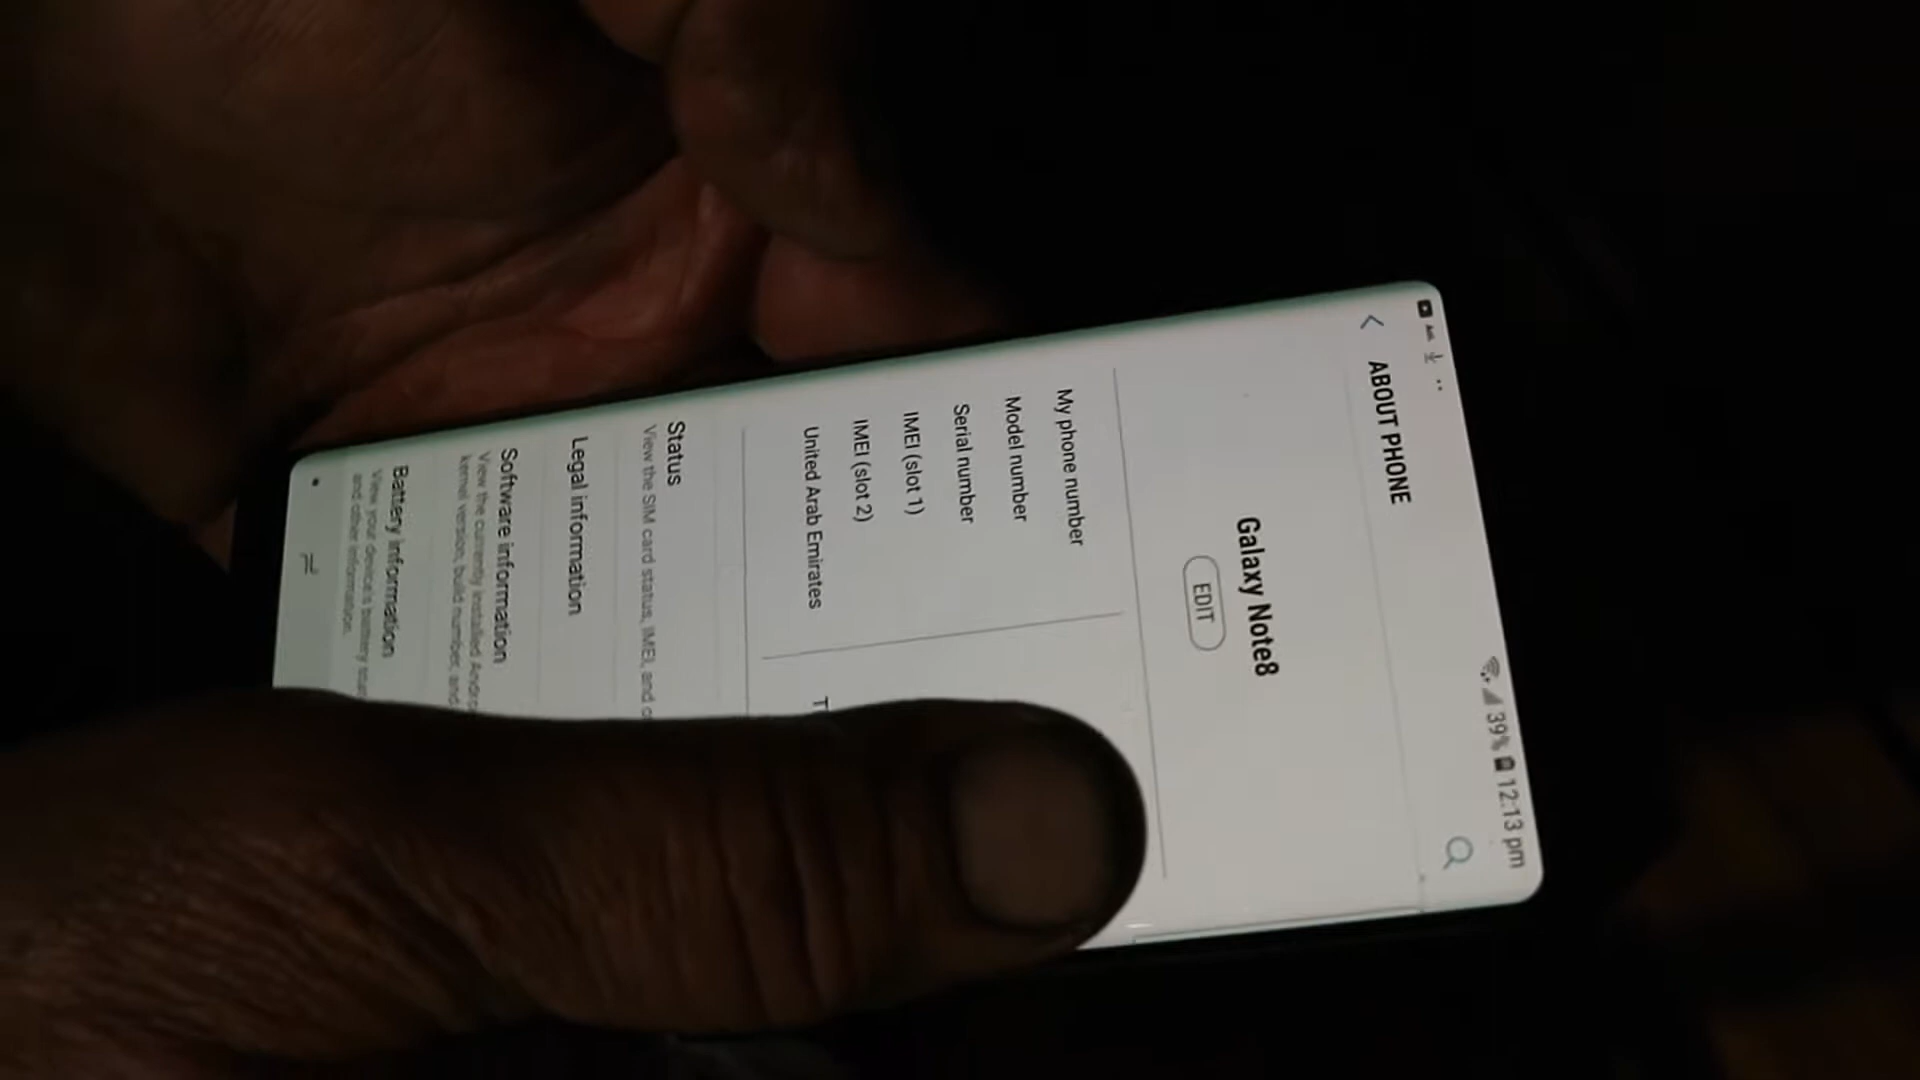 39% 12:13 pm
ABOUT PHONE
Galaxy Note8
EDIT
My phone number
Model number
Serial number
IMEI (slot 1)
IMEI (slot 2)
United Arab Emirates T
Status
View the SIM card status, IMEI, and
Legal information
Software information
View the currently installed
kernel version, build number, and
Battery information
View your device's battery
and other information.